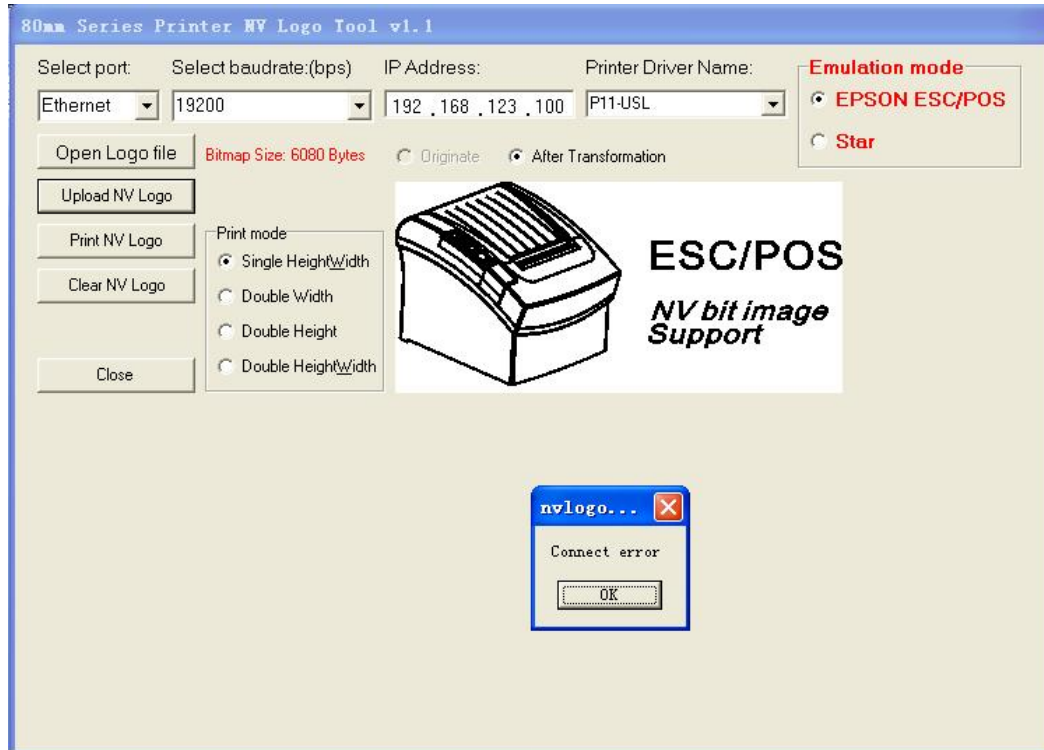 80mm Series Printer NV Logo Tool v1.1
Select port: Select baudrate:(bps) IP Address: Printer Driver Name: Emulation mode
Ethernet 19200 192 . 168 . 123 . 100 P11-USL EPSON ESC/POS
Star
Open Logo file Bitmap Size: 6080 Bytes Originate After Transformation
Upload NV Logo
Print NV Logo Print mode
Single HeightWidth
Clear NV Logo
Double Width
Double Height
Double HeightWidth
Close
ESC/POS
NV bit image
Support
nvlogo...
Connect error
OK